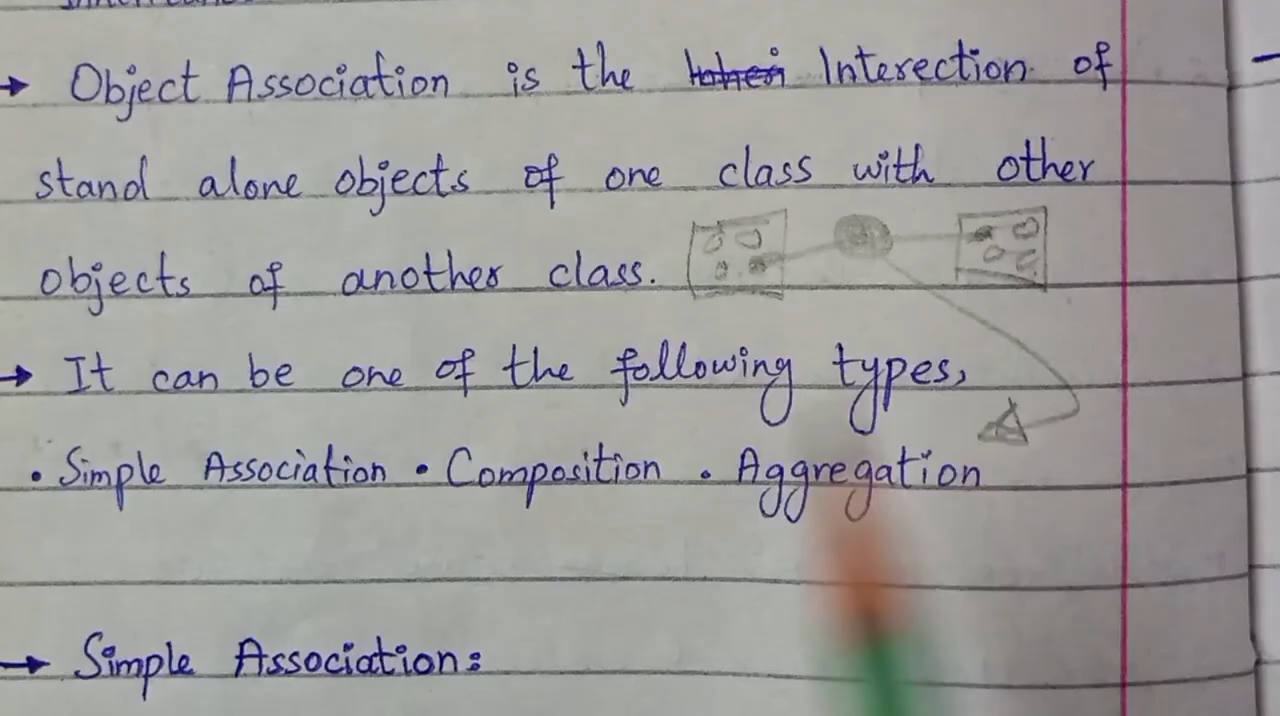 → Object Association is the Interection of
stand alone objects of one class with other
objects of another class.
→ It can be one of the following types,
• Simple Association • Composition • Aggregation
→ Simple Association: